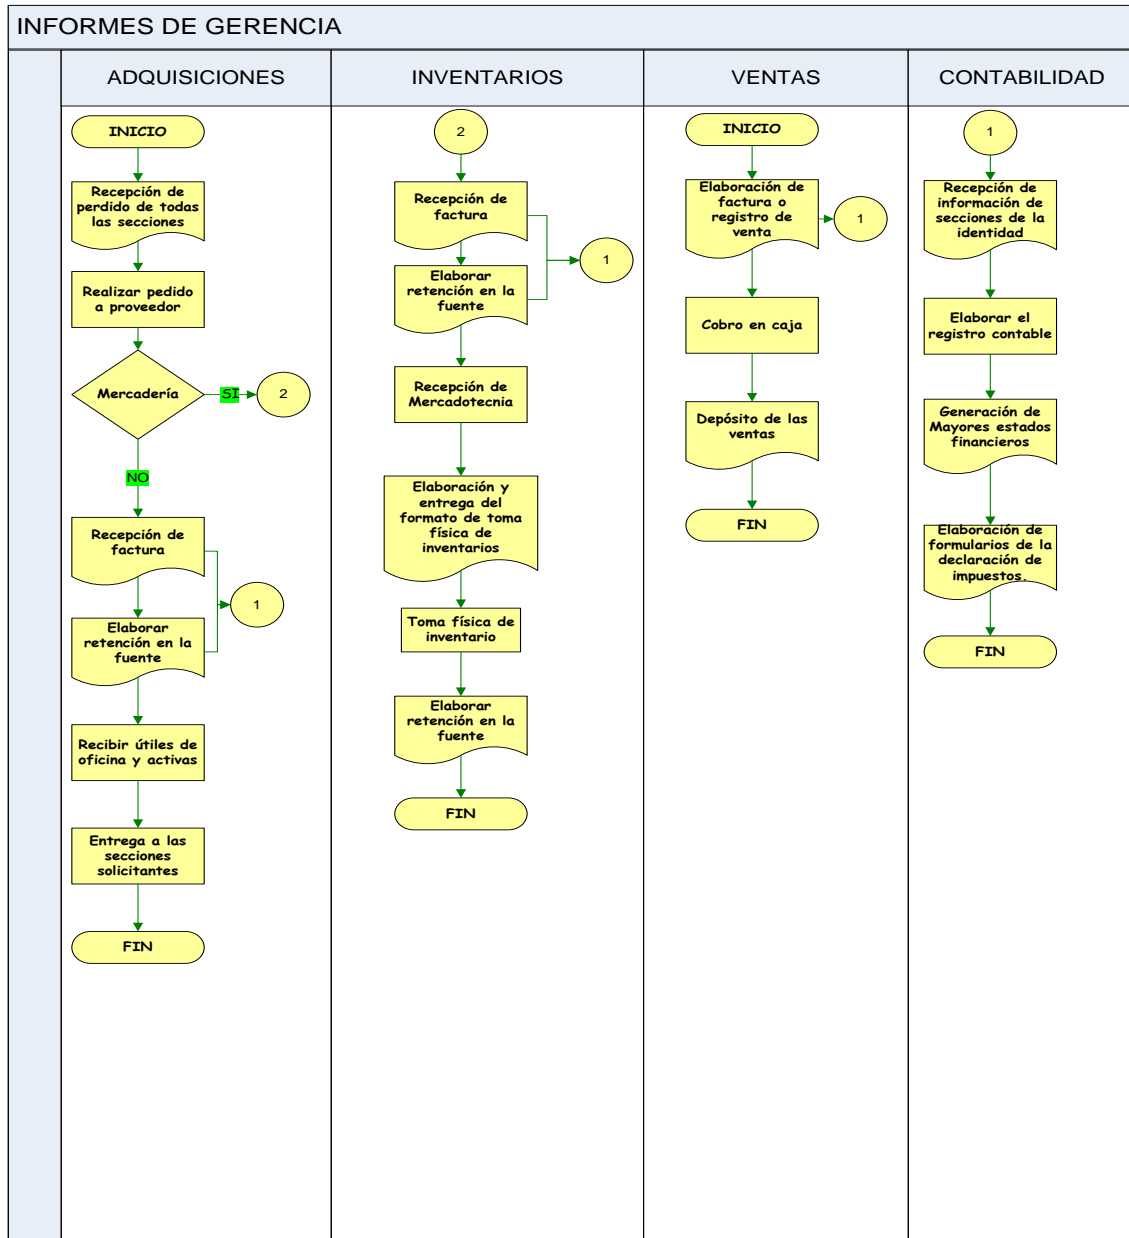 INFORMES DE GERENCIA
ADQUISICIONES
INICIO
Recepción de
perdido de todas
las secciones
Realizar pedido
a proveedor
Mercadería
SI
2
NO
Recepción de
factura
1
Elaborar
retención en la
fuente
Recibir útiles de
oficina y activas
Entrega a las
secciones
solicitantes
FIN
INVENTARIOS
2
Recepción de
factura
1
Elaborar
retención en la
fuente
Recepción de
Mercadotecnia
Elaboración y
entrega del
formato de toma
física de
inventarios
Toma física de
inventario
Elaborar
retención en la
fuente
FIN
VENTAS
INICIO
Elaboración de
factura o
registro de
venta
1
Cobro en caja
Depósito de las
ventas
FIN
CONTABILIDAD
1
Recepción de
información de
secciones de la
identidad
Elaborar el
registro contable
Generación de
Mayores estados
financieros
Elaboración de
formularios de la
declaración de
impuestos.
FIN